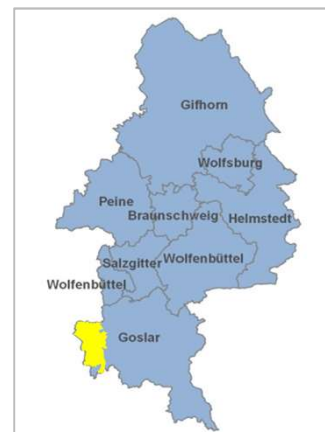 Gifhorn
Wolfsburg
Peine
Braunschweig
Helmstedt
Salzgitter
Wolfenbüttel
Wolfenbüttel
Goslar